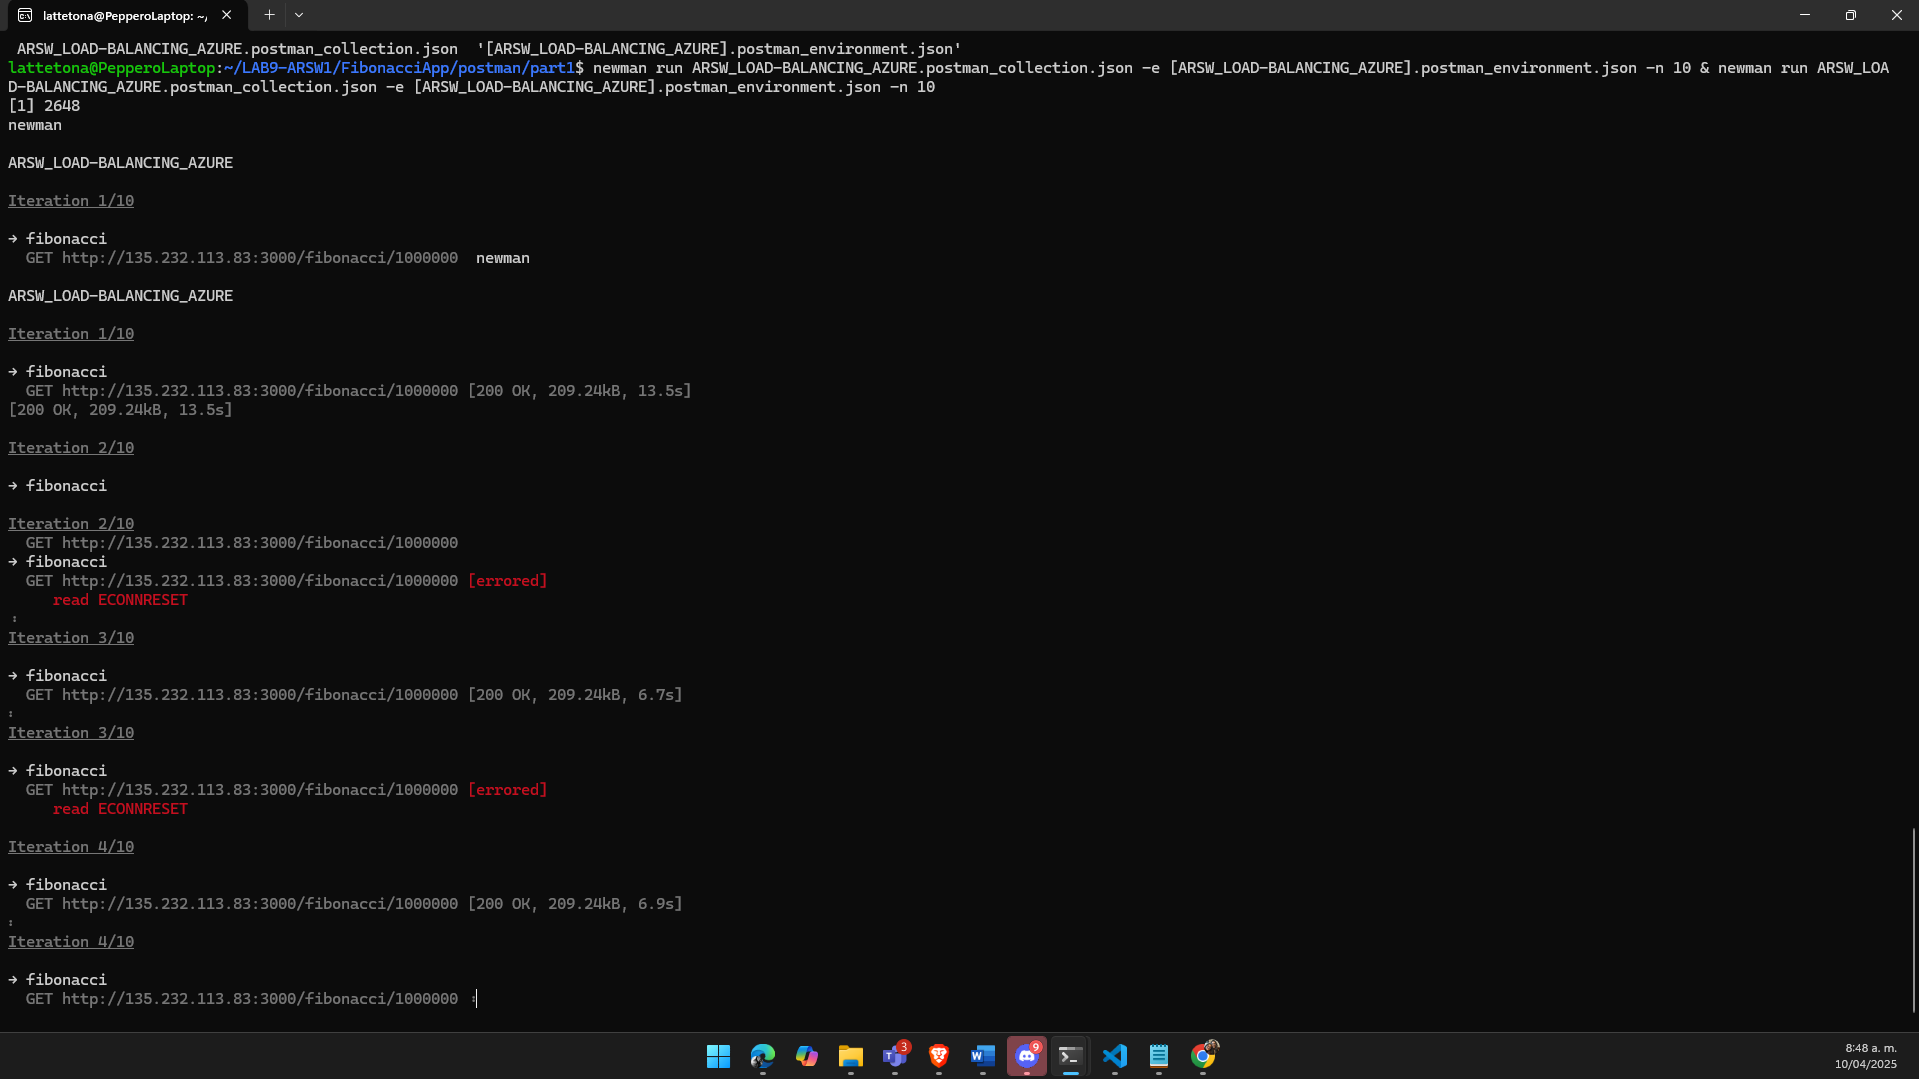 lattetona@PepperoLaptop: ~/
ARSW_LOAD-BALANCING_AZURE.postman_collection.json  '[ARSW_LOAD-BALANCING_AZURE].postman_environment.json'
lattetona@PepperoLaptop:~/LAB9-ARSW1/FibonacciApp/postman/part1$ newman run ARSW_LOAD-BALANCING_AZURE.postman_collection.json -e [ARSW_LOAD-BALANCING_AZURE].postman_environment.json -n 10 & newman run ARSW_LOA
D-BALANCING_AZURE.postman_collection.json -e [ARSW_LOAD-BALANCING_AZURE].postman_environment.json -n 10
[1] 2648
newman
ARSW_LOAD-BALANCING_AZURE
Iteration 1/10
→ fibonacci
GET http://135.232.113.83:3000/fibonacci/1000000  newman
ARSW_LOAD-BALANCING_AZURE
Iteration 1/10
→ fibonacci
GET http://135.232.113.83:3000/fibonacci/1000000 [200 OK, 209.24kB, 13.5s]
[200 OK, 209.24kB, 13.5s]
Iteration 2/10
→ fibonacci
Iteration 2/10
GET http://135.232.113.83:3000/fibonacci/1000000
→ fibonacci
GET http://135.232.113.83:3000/fibonacci/1000000 [errored]
read ECONNRESET
Iteration 3/10
→ fibonacci
GET http://135.232.113.83:3000/fibonacci/1000000 [200 OK, 209.24kB, 6.7s]
Iteration 3/10
→ fibonacci
GET http://135.232.113.83:3000/fibonacci/1000000 [errored]
read ECONNRESET
Iteration 4/10
→ fibonacci
GET http://135.232.113.83:3000/fibonacci/1000000 [200 OK, 209.24kB, 6.9s]
Iteration 4/10
→ fibonacci
GET http://135.232.113.83:3000/fibonacci/1000000
3
9
8:48 a. m.
10/04/2025